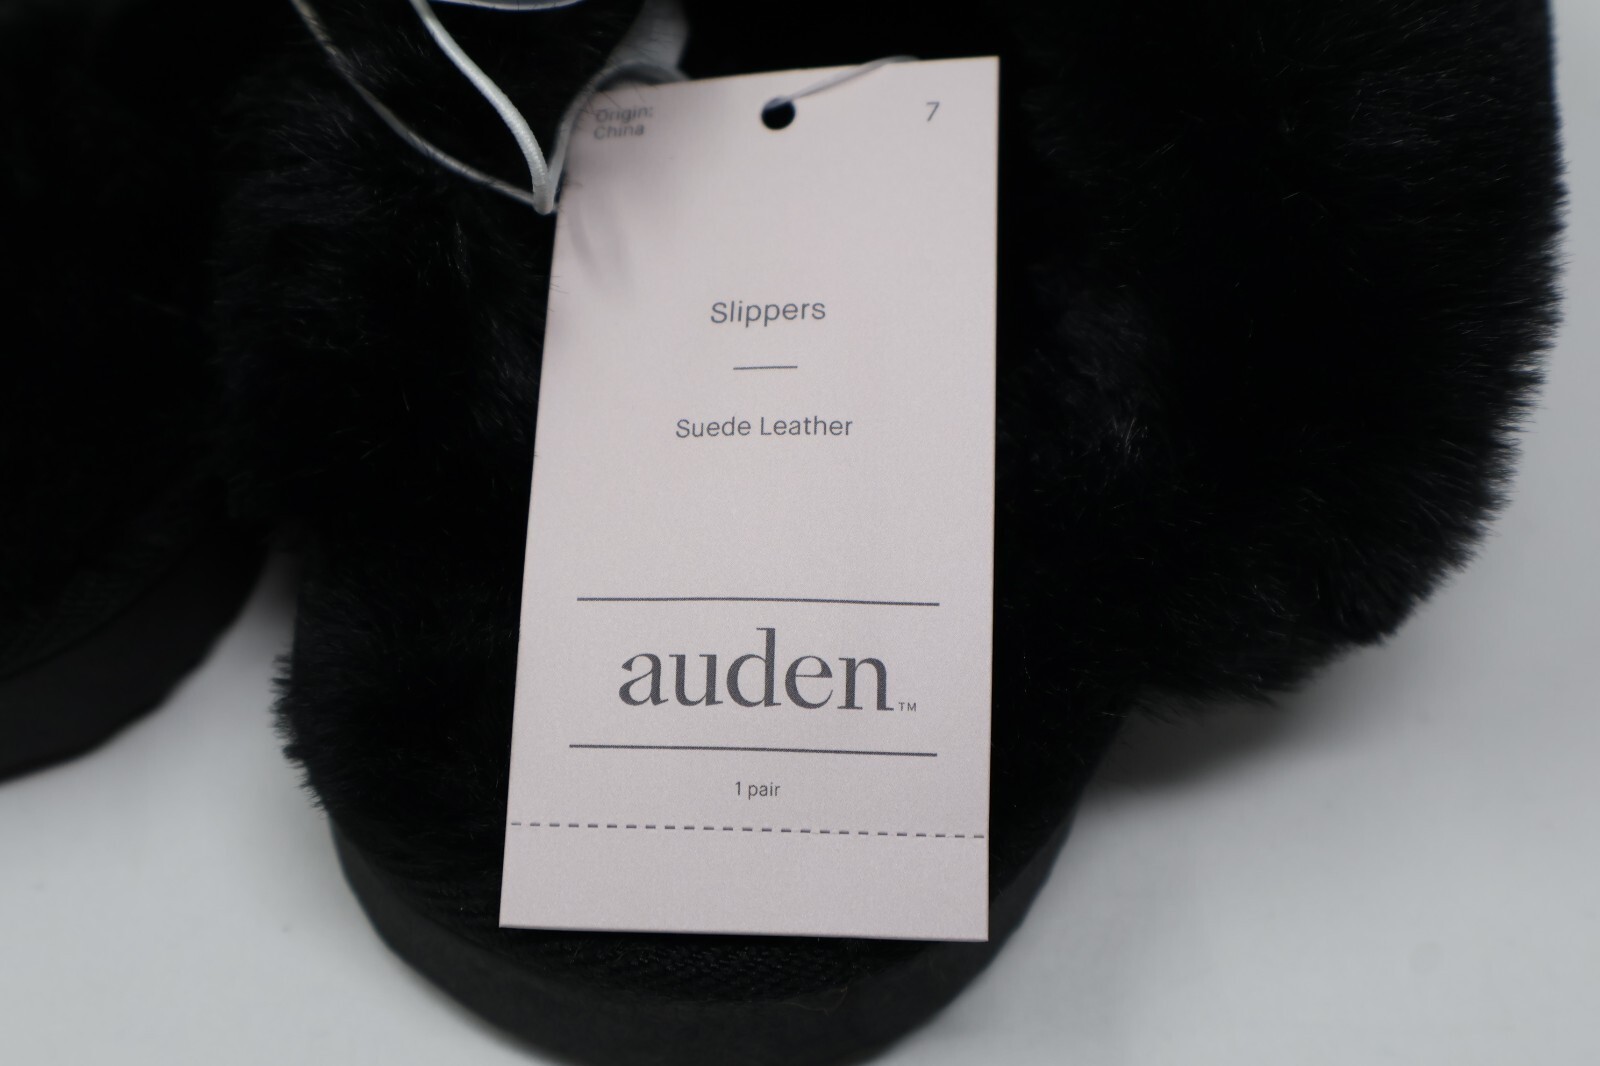 Origin:
China
7
Slippers
Suede Leather
auden™
1 pair